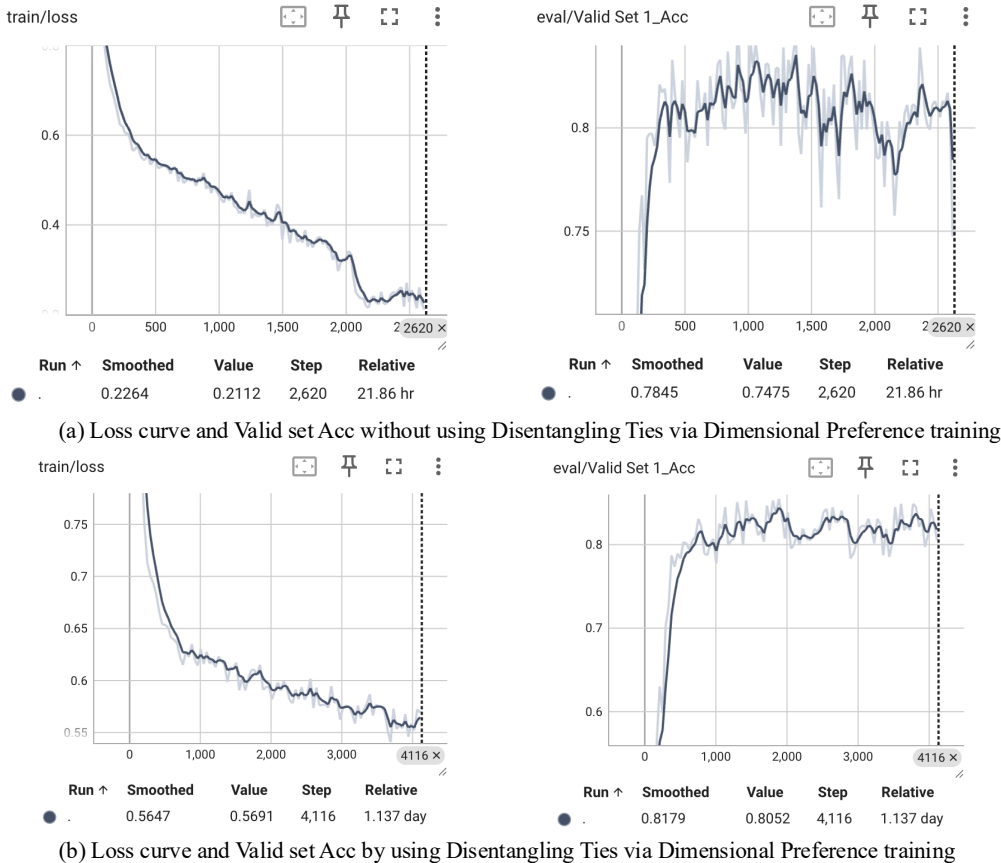 train/loss
eval/Valid Set 1_Acc
0.6
0.4
0 500 1,000 1,500 2,000 2620 ×
0.8
0.75
0 500 1,000 1,500 2,000 2 2620 ×
Run ↑ Smoothed Value Step Relative
. 0.2264 0.2112 2,620 21.86 hr
Run ↑ Smoothed Value Step Relative
. 0.7845 0.7475 2,620 21.86 hr
(a) Loss curve and Valid set Acc without using Disentangling Ties via Dimensional Preference training
train/loss
eval/Valid Set 1_Acc
0.75
0.7
0.65
0.6
0.55
0 1,000 2,000 3,000 4116 ×
0.8
0.7
0.6
0 1,000 2,000 3,000 4116 ×
Run ↑ Smoothed Value Step Relative
. 0.5647 0.5691 4,116 1.137 day
Run ↑ Smoothed Value Step Relative
. 0.8179 0.8052 4,116 1.137 day
(b) Loss curve and Valid set Acc by using Disentangling Ties via Dimensional Preference training